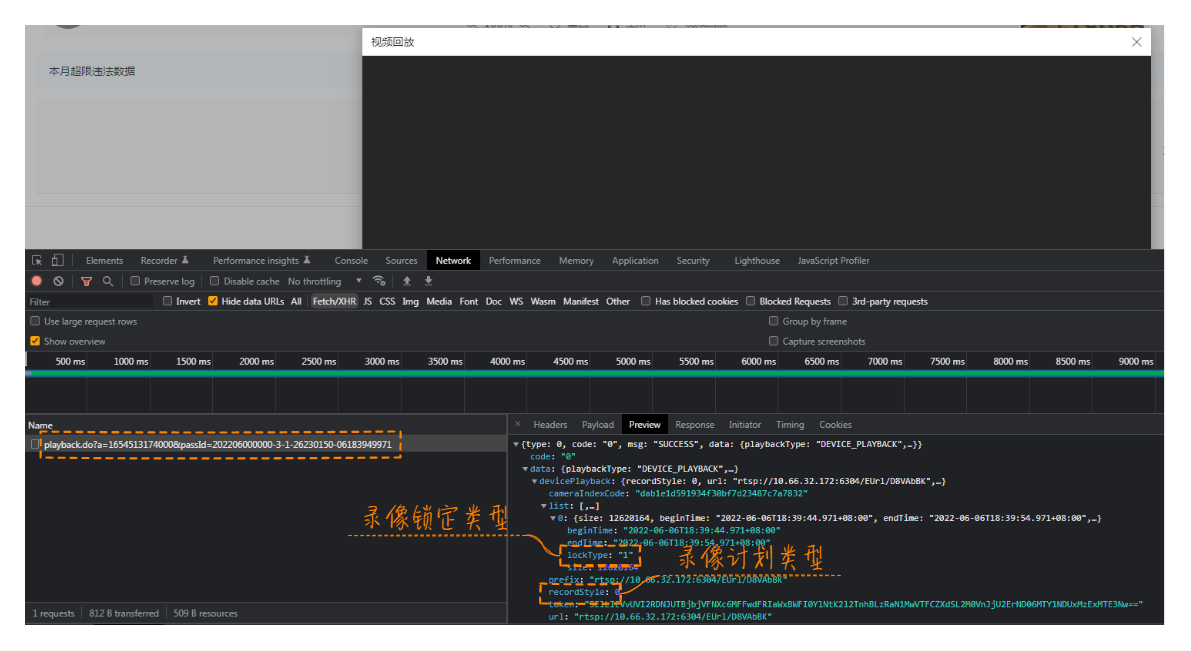 视频回放
本月超限违法数据
Elements Recorder Performance insights Console Sources Network Performance Memory Application Security Lighthouse JavaScript Profiler
Preserve log Disable cache No throttling
Filter Invert Hide data URLs All Fetch/XHR JS CSS Img Media Font Doc WS Wasm Manifest Other Has blocked cookies Blocked Requests 3rd-party requests
Use large request rows Group by frame
Show overview Capture screenshots
500 ms 1000 ms 1500 ms 2000 ms 2500 ms 3000 ms 3500 ms 4000 ms 4500 ms 5000 ms 5500 ms 6000 ms 6500 ms 7000 ms 7500 ms 8000 ms 8500 ms 9000 ms
Name
playback.do?a=1654513174000&passId=202206000000-3-1-26230150-06183949971
Headers Payload Preview Response Initiator Timing Cookies
{type: 0, code: "0", msg: "SUCCESS", data: {playbackType: "DEVICE_PLAYBACK",…}}
code: "0"
data: {playbackType: "DEVICE_PLAYBACK",…}
devicePlayback: {recordStyle: 0, url: "rtsp://10.66.32.172:6304/EUrl/D8VAbBK",…}
cameraIndexCode: "dab1e1d591934f30bf7d23487c7a7832"
list: [,…]
0: {size: 12620164, beginTime: "2022-06-06T18:39:44.971+08:00", endTime: "2022-06-06T18:39:54.971+08:00",…}
beginTime: "2022-06-06T18:39:44.971+08:00"
endTime: "2022-06-06T18:39:54.971+08:00"
录像锁定类型
lockType: "1"
size: 12620164
录像计划类型
prefix: "rtsp://10.66.32.172:6304/EUrl/D8VAbBK"
recordStyle: 0
token:
url: "rtsp://10.66.32.172:6304/EUrl/D8VAbBK"
1 requests 812 B transferred 509 B resources